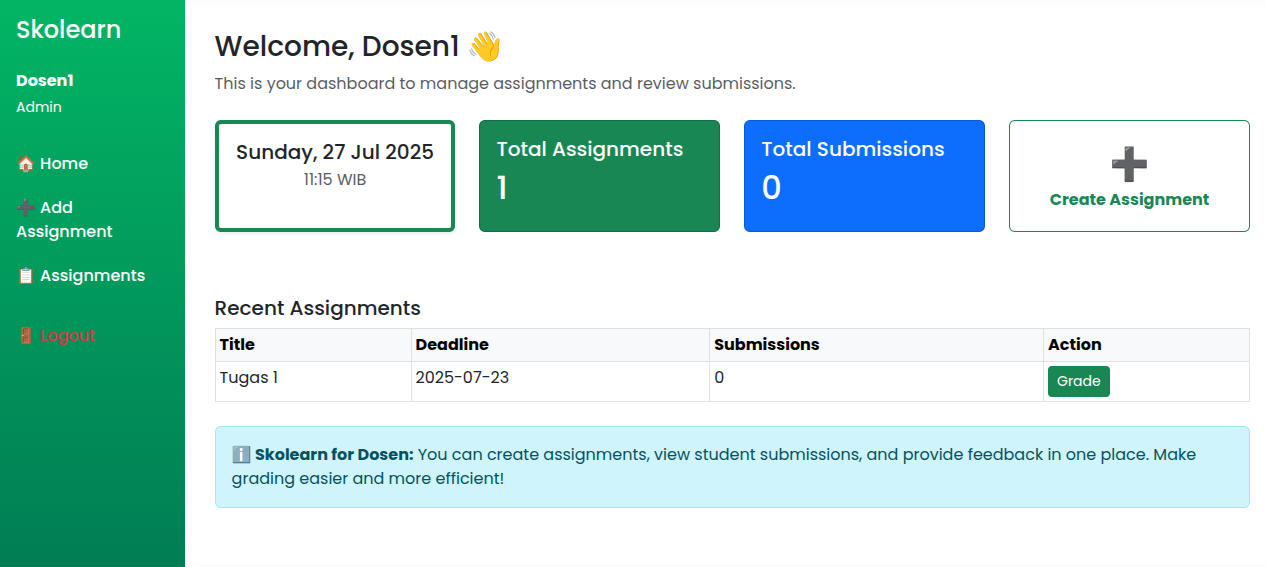 Skolearn
Dosen1
Admin
🏠 Home
➕ Add
Assignment
📋 Assignments
🚪 Logout
Welcome, Dosen1 👋
This is your dashboard to manage assignments and review submissions.
Sunday, 27 Jul 2025
11:15 WIB
Total Assignments
1
Total Submissions
0
➕
Create Assignment
Recent Assignments
Title Deadline Submissions Action
Tugas 1 2025-07-23 0 Grade
ℹ️ Skolearn for Dosen: You can create assignments, view student submissions, and provide feedback in one place. Make
grading easier and more efficient!